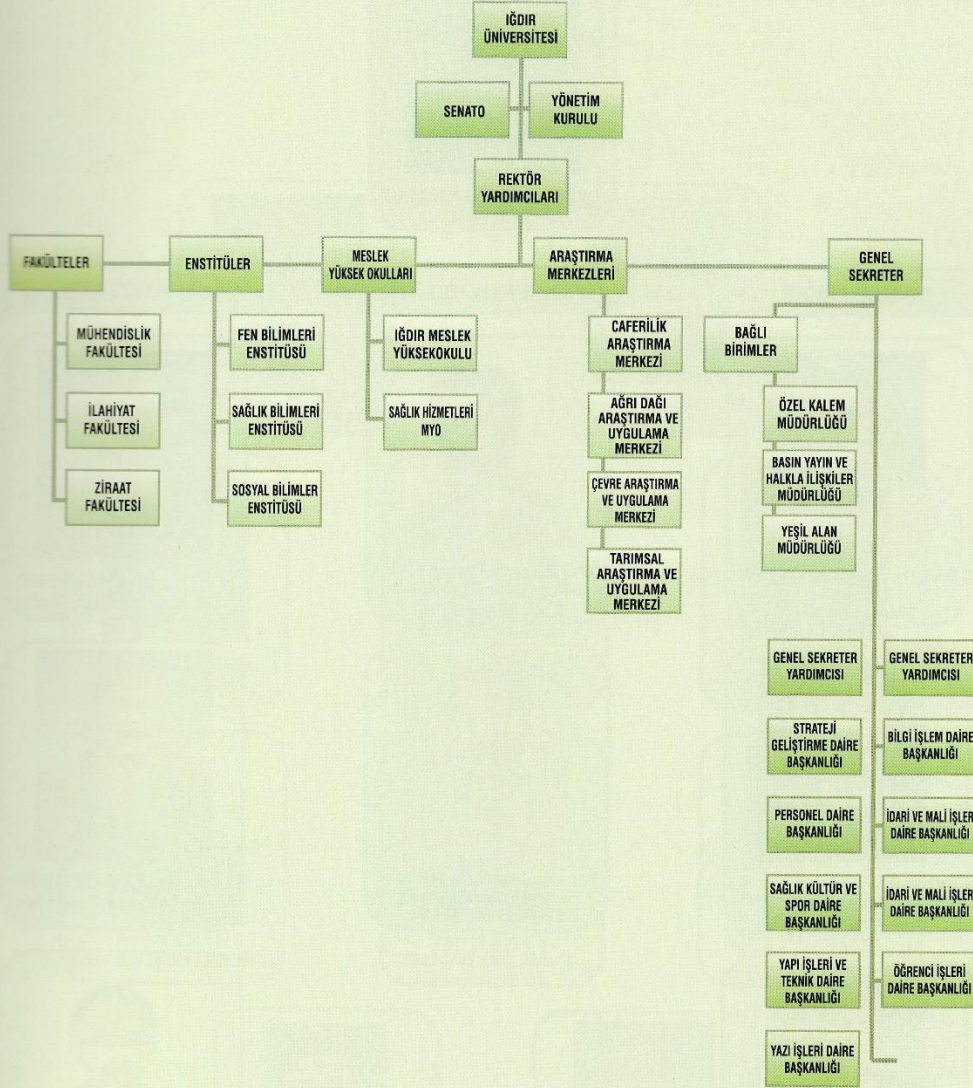 IĞDIR
ÜNİVERSİTESİ
SENATO
YÖNETİM
KURULU
REKTÖR
YARDIMCILARI
FAKÜLTELER
ENSTİTÜLER
MESLEK
YÜKSEK OKULLARI
ARAŞTIRMA
MERKEZLERİ
GENEL
SEKRETER
MÜHENDİSLİK
FAKÜLTESİ
İLAHİYAT
FAKÜLTESİ
ZİRAAT
FAKÜLTESİ
FEN BİLİMLERİ
ENSTİTÜSÜ
SAĞLIK BİLİMLERİ
ENSTİTÜSÜ
SOSYAL BİLİMLER
ENSTİTÜSÜ
IĞDIR MESLEK
YÜKSEKOKULU
SAĞLIK HİZMETLERİ
MYO
CAFERİLİK
ARAŞTIRMA
MERKEZİ
AĞRI DAĞI
ARAŞTIRMA VE
UYGULAMA
MERKEZİ
ÇEVRE ARAŞTIRMA
VE UYGULAMA
MERKEZİ
TARIMSAL
ARAŞTIRMA VE
UYGULAMA
MERKEZİ
BAĞLI
BİRİMLER
ÖZEL KALEM
MÜDÜRLÜĞÜ
BASIN YAYIN VE
HALKLA İLİŞKİLER
MÜDÜRLÜĞÜ
YEŞİL ALAN
MÜDÜRLÜĞÜ
GENEL SEKRETER
YARDIMCISI
GENEL SEKRETER
YARDIMCISI
STRATEJİ
GELİŞTİRME DAİRE
BAŞKANLIĞI
BİLGİ İŞLEM DAİRE
BAŞKANLIĞI
PERSONEL DAİRE
BAŞKANLIĞI
İDARİ VE MALİ İŞLER
DAİRE BAŞKANLIĞI
SAĞLIK KÜLTÜR VE
SPOR DAİRE
BAŞKANLIĞI
İDARİ VE MALİ İŞLER
DAİRE BAŞKANLIĞI
YAPI İŞLERİ VE
TEKNİK DAİRE
BAŞKANLIĞI
ÖĞRENCİ İŞLERİ
DAİRE BAŞKANLIĞI
YAZI İŞLERİ DAİRE
BAŞKANLIĞI